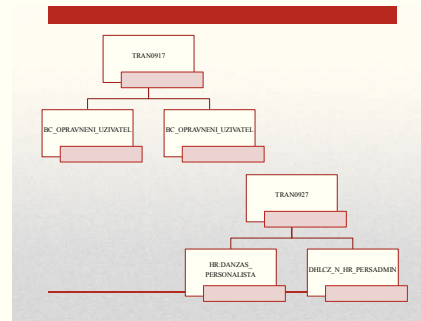 TRAN0917
BC_OPRAVNENI_UZIVATEL
BC_OPRAVNENI_UZIVATEL
TRAN0927
HR:DANZAS_
PERSONALISTA
DHLCZ_N_HR_PERSADMIN